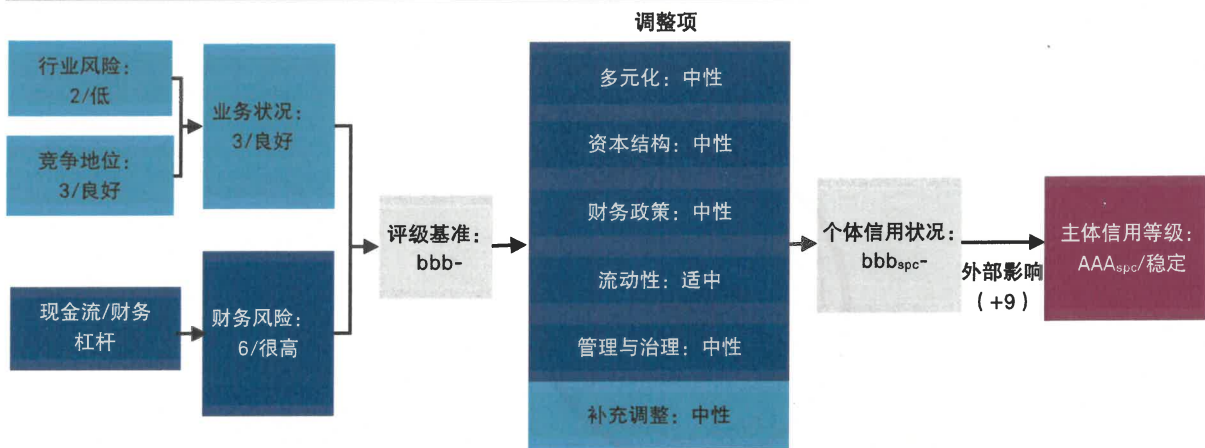 调整项
行业风险：
2/低
竞争地位：
3/良好
业务状况：
3/良好
现金流/财务
杠杆
财务风险：
6/很高
评级基准：
bbb-
多元化：中性
资本结构：中性
财务政策：中性
流动性：适中
管理与治理：中性
补充调整：中性
个体信用状况：
bbbspc-
外部影响
（+9）
主体信用等级：
AAAspc/稳定